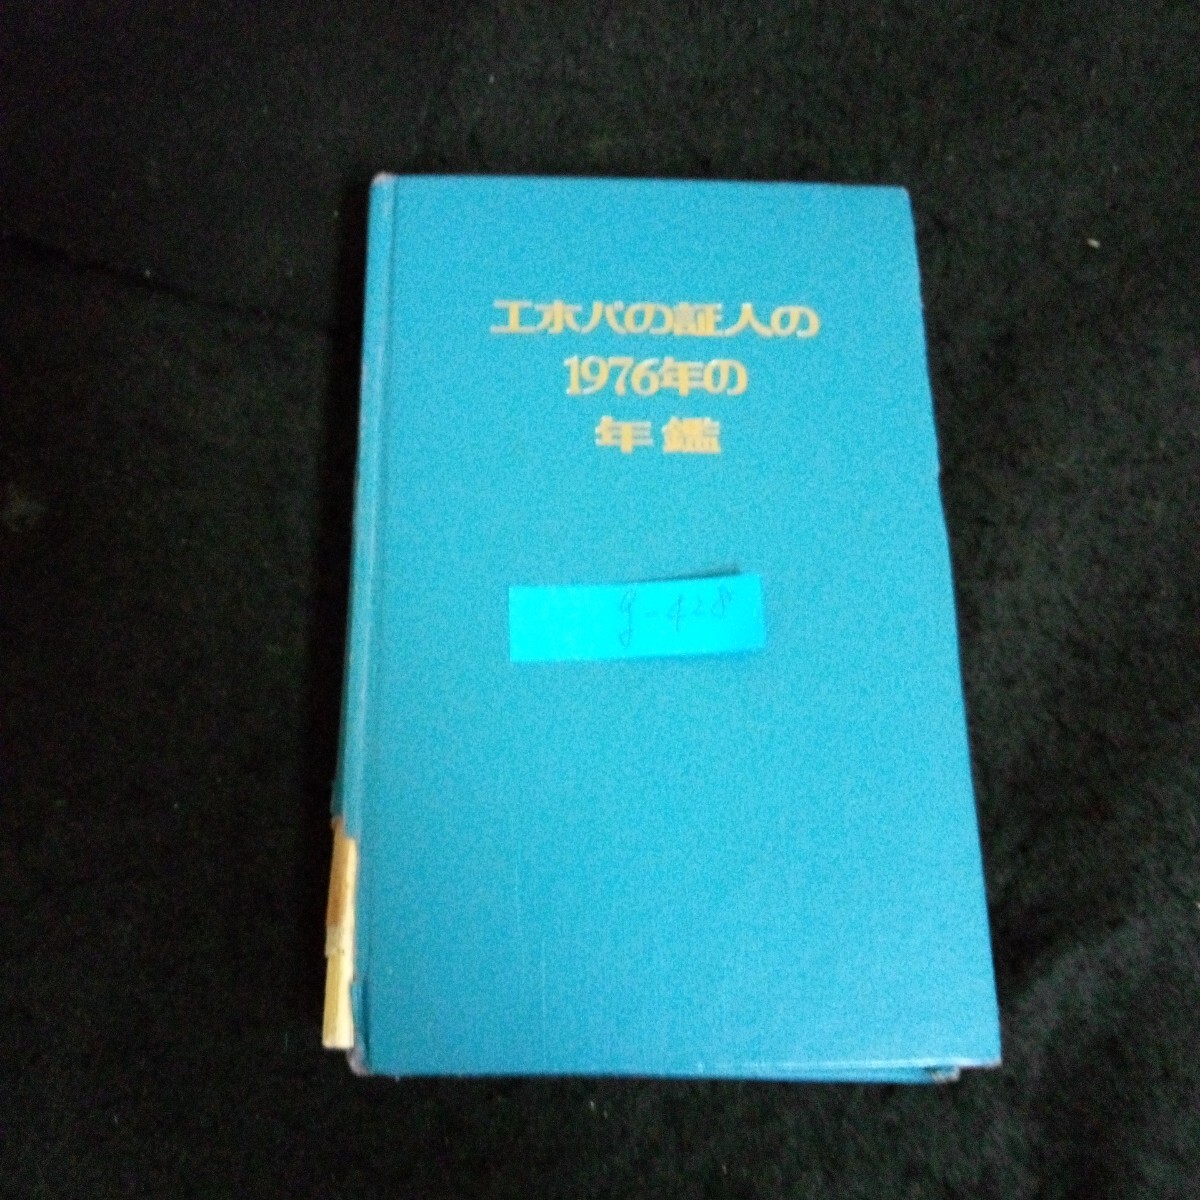 エホバの証人の
1976年の
年鑑
g-428